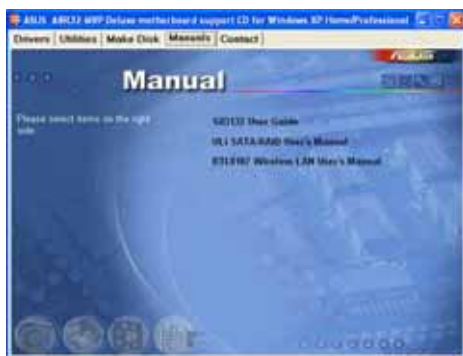 ASUS A8R32-MVP Deluxe motherboard support CD for Windows XP Home/Professional
Drivers Utilities Make Disk Manuals Contact
ASUS
Manual
Please select items on the right
side
SiI3132 User Guide
ULi SATA-RAID User's Manual
RTL8187 Wireless LAN User's Manual